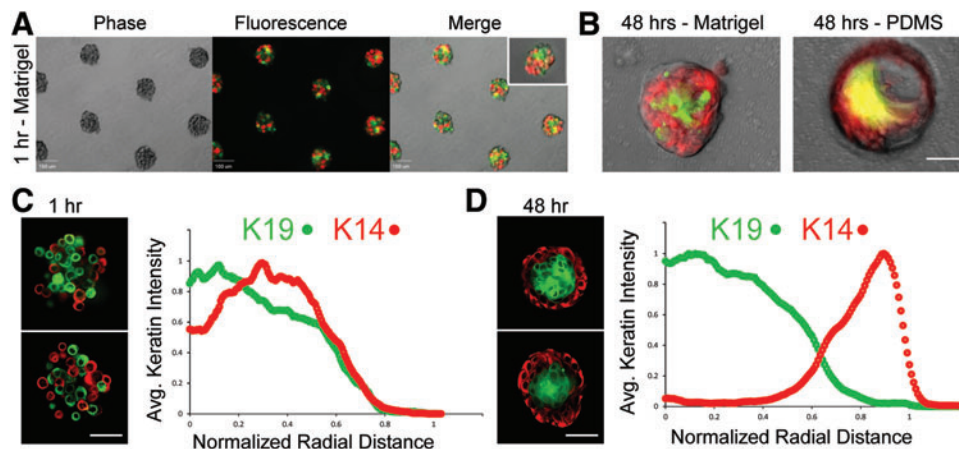 A
Phase
Fluorescence
Merge
1 hr - Matrigel
B
48 hrs - Matrigel
48 hrs - PDMS
C
1 hr
K19 K14
Avg. Keratin Intensity
1
0.8
0.6
0.4
0.2
0
0 0.2 0.4 0.6 0.8 1
Normalized Radial Distance
D
48 hr
K19 K14
Avg. Keratin Intensity
1
0.8
0.6
0.4
0.2
0
0 0.2 0.4 0.6 0.8 1
Normalized Radial Distance